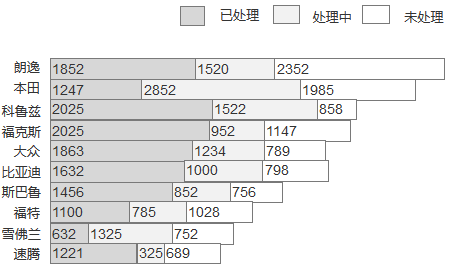 已处理 处理中 未处理
朗逸 1852 1520 2352
本田 1247 2852 1985
科鲁兹 2025 1522 858
福克斯 2025 952 1147
大众 1863 1234 789
比亚迪 1632 1000 798
斯巴鲁 1456 852 756
福特 1100 785 1028
雪佛兰 632 1325 752
速腾 1221 325 689